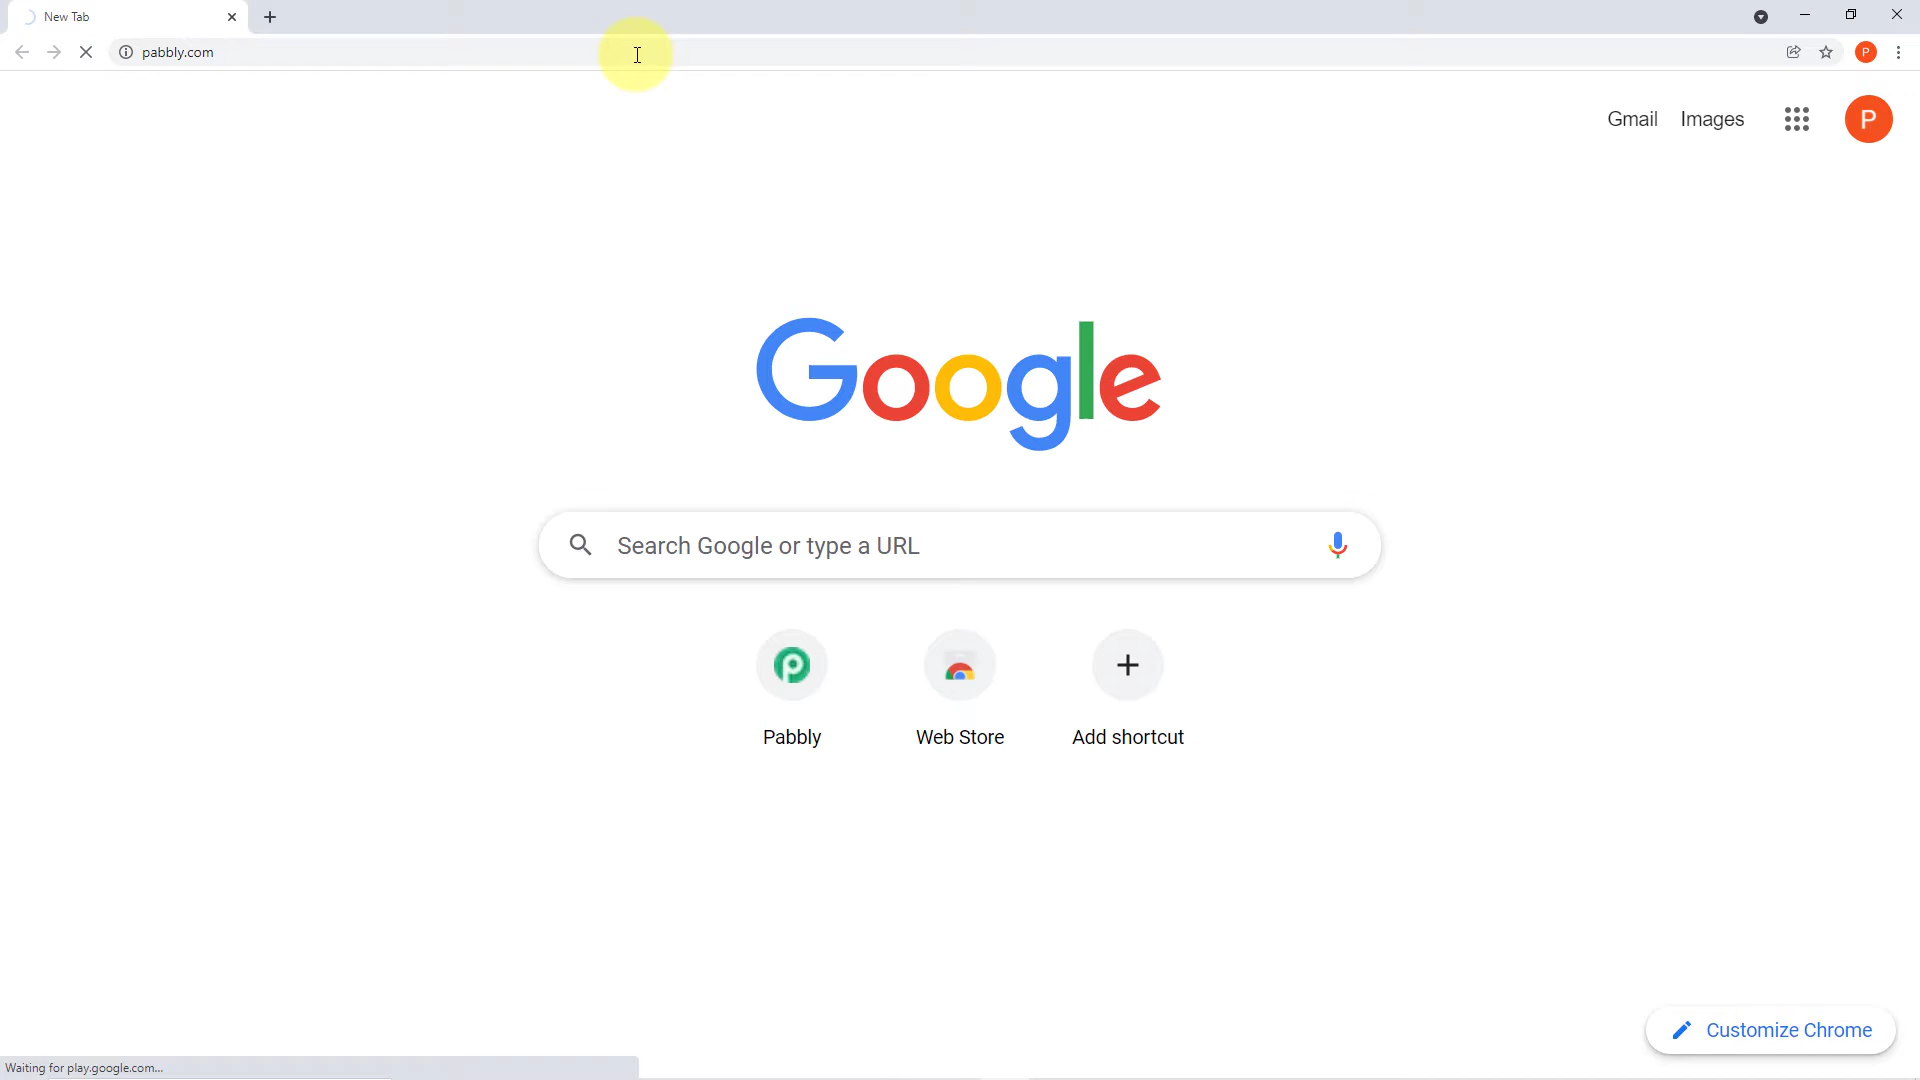 New Tab
pabbly.com
P
Gmail Images
P
Google
Search Google or type a URL
Pabbly
Web Store
Add shortcut
Customize Chrome
Waiting for play.google.com...